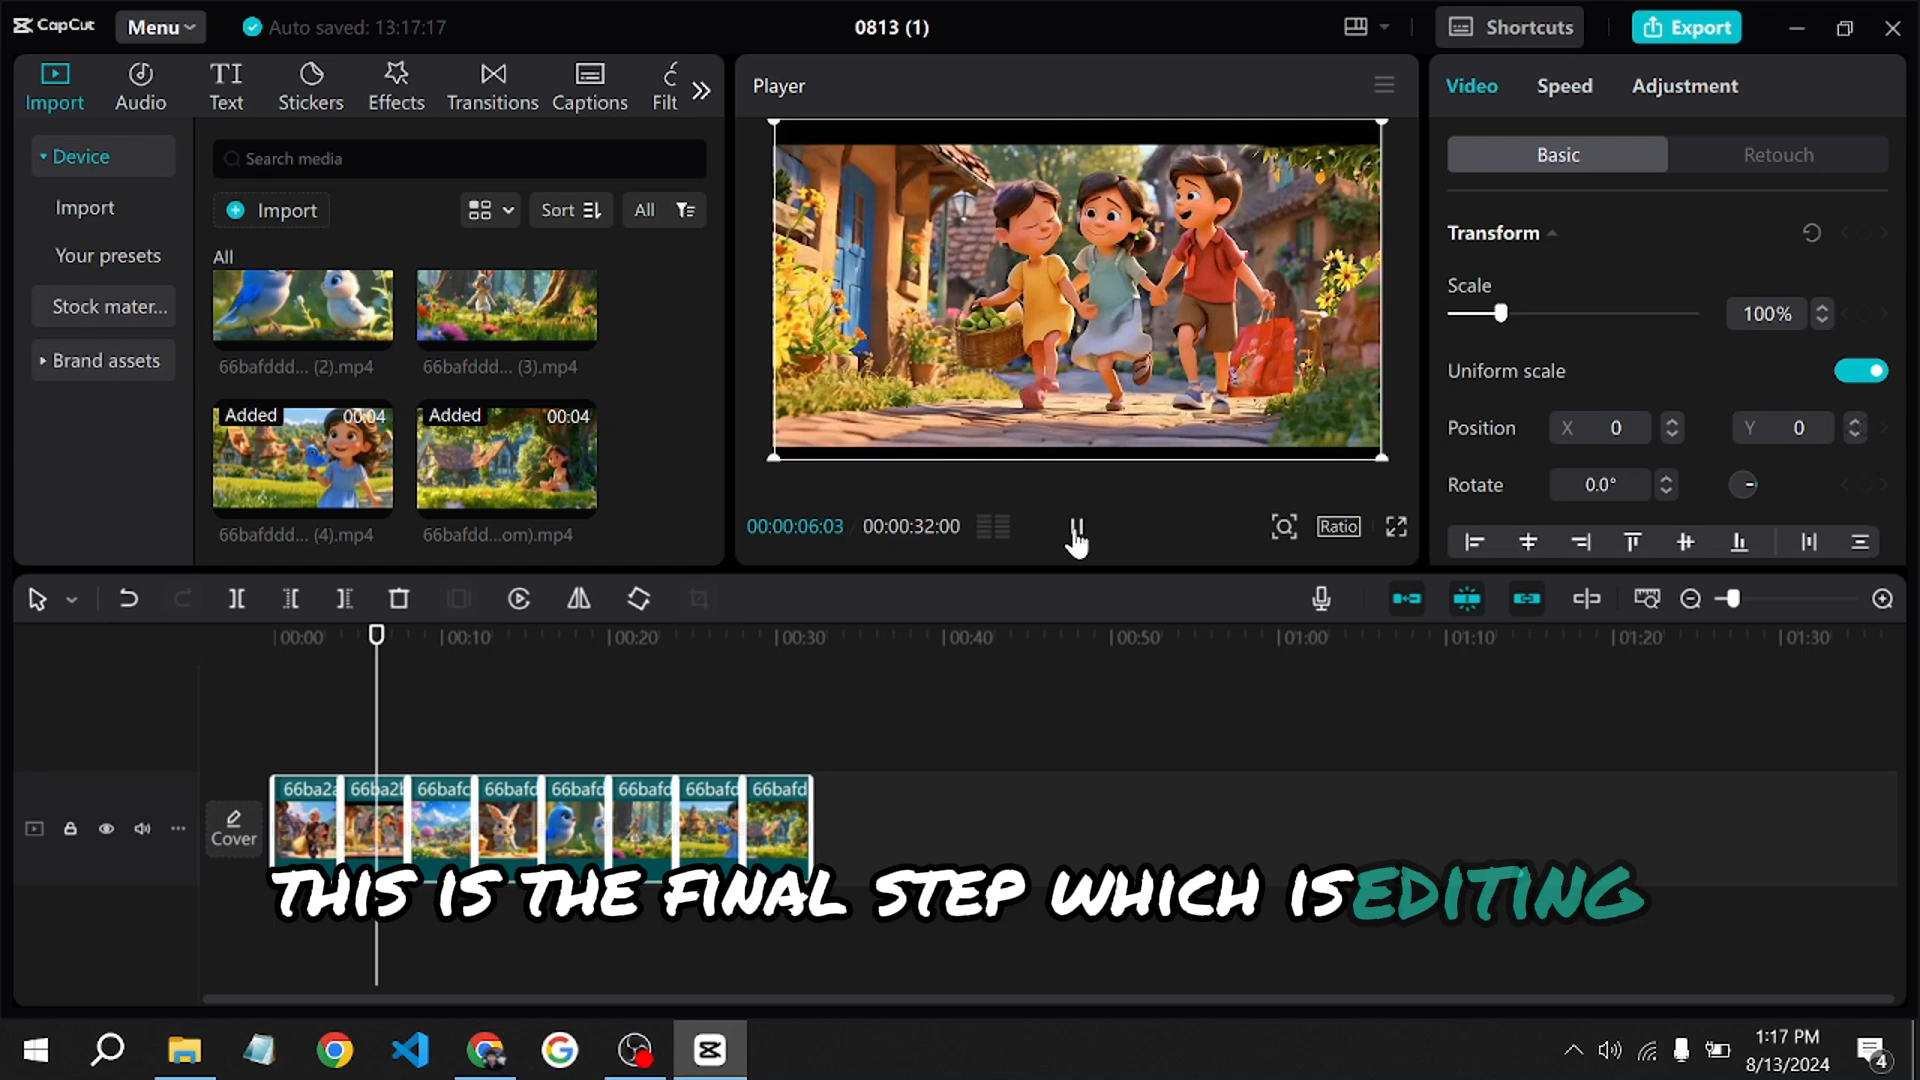 CapCut
Menu
Auto saved: 13:17:17
0813 (1)
Shortcuts
Export
Import
Audio
TI
Text
Stickers
Effects
Transitions
Captions
Filt
Device
Import
Your presets
Stock mater...
Brand assets
Search media
Import
Sort
All
All
66bafddd... (2).mp4
66bafddd... (3).mp4
Added
00:04
Added
00:04
66bafddd... (4).mp4
66bafdd...om).mp4
Player
00:00:06:03
00:00:32:00
Ratio
Video
Speed
Adjustment
Basic
Retouch
Transform
Scale
100%
Uniform scale
Position
X 0
Y 0
Rotate
0.0°
00:00
00:10
00:20
00:30
00:40
00:50
01:00
01:10
01:20
01:30
Cover
66ba2a
66ba2b
66bafc
66bafd
66bafd
66bafd
66bafd
66bafd
THIS IS THE FINAL STEP WHICH IS EDITING
1:17 PM
8/13/2024
4